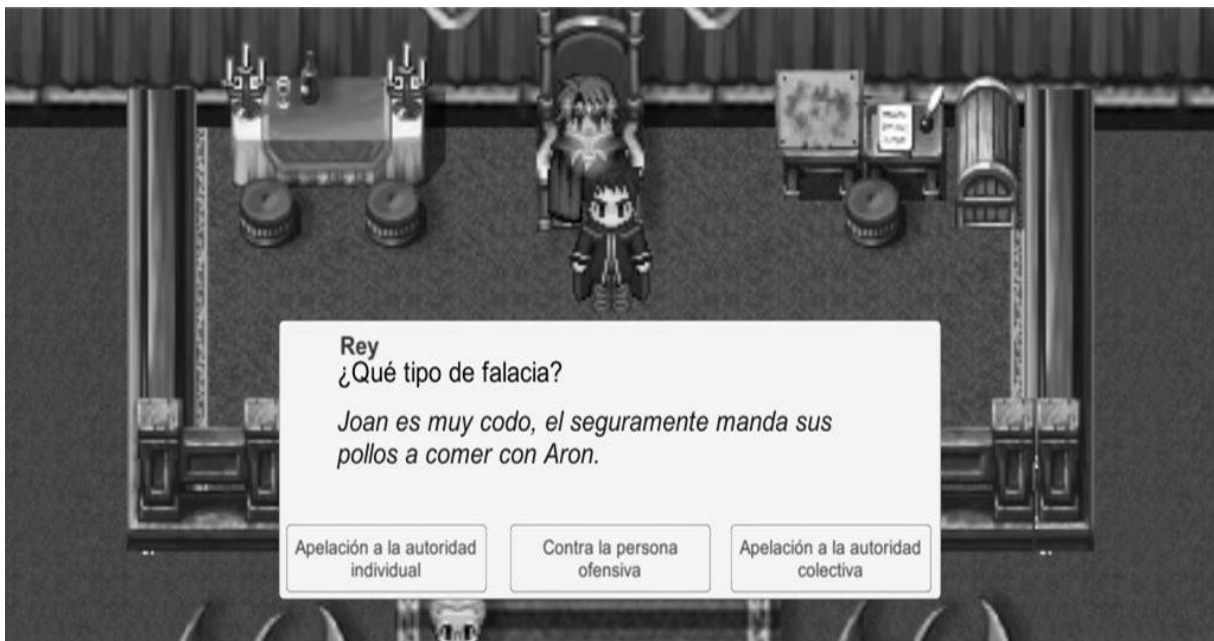 Rey
¿Qué tipo de falacia?
Joan es muy codo, el seguramente manda sus
pollos a comer con Aron.
Apelación a la autoridad
individual
Contra la persona
ofensiva
Apelación a la autoridad
colectiva